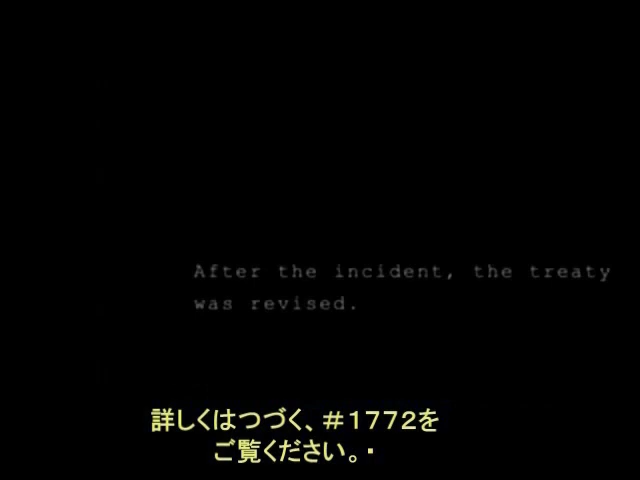 After the incident, the treaty
was revised.
詳しくはつづく、＃１７７２を
ご覧ください。・